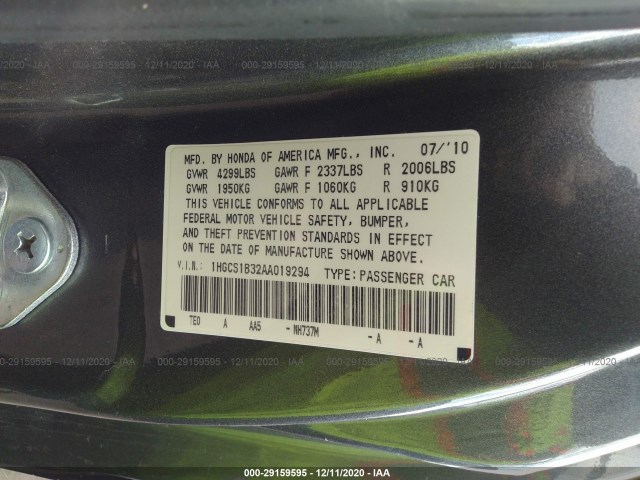 MFD. BY HONDA OF AMERICA MFG., INC. 07/'10
GVWR 4299LBS GAWR F 2337LBS R 2006LBS
GVWR 1950KG GAWR F 1060KG R 910KG
THIS VEHICLE CONFORMS TO ALL APPLICABLE
FEDERAL MOTOR VEHICLE SAFETY, BUMPER,
AND THEFT PREVENTION STANDARDS IN EFFECT
ON THE DATE OF MANUFACTURE SHOWN ABOVE.
V.I.N.: 1HGCS1B32AA019294 TYPE: PASSENGER CAR
TE0 A AA5 - NH737M - A - A
000-29159595 - 12/11/2020 - IAA